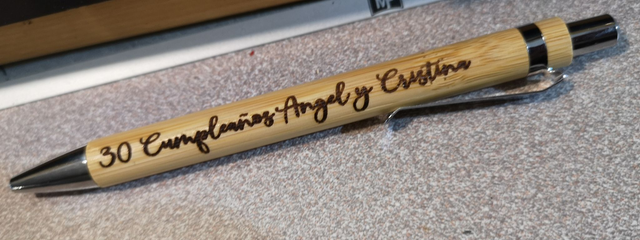 30 Cumpleaños Angel y Cristina